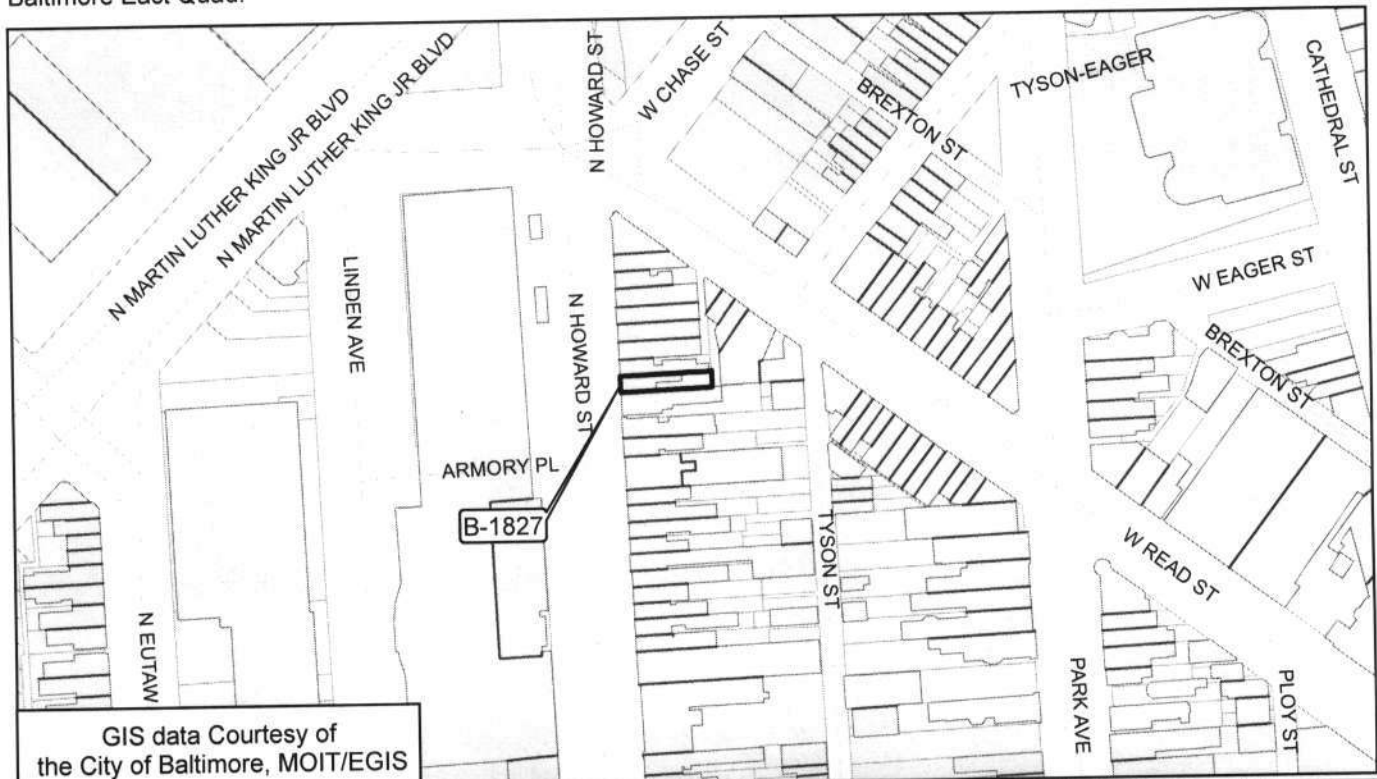 Baltimore East Quad.
N MARTIN LUTHER KING JR BLVD
N MARTIN LUTHER KING JR BLVD
N HOWARD ST
W CHASE ST
BREXTON ST
TYSON-EAGER
CATHEDRAL ST
LINDEN AVE
N HOWARD ST
W EAGER ST
BREXTON ST
ARMORY PL
B-1827
TYSON ST
W READ ST
N EUTAW
PARK AVE
PLOY ST
GIS data Courtesy of
the City of Baltimore, MOIT/EGIS